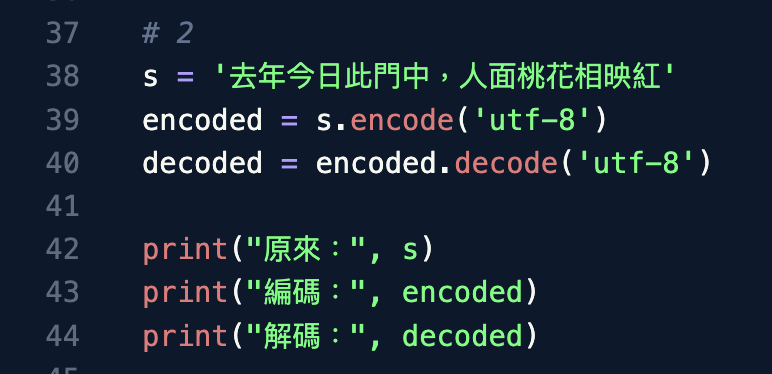 37 # 2
38 s = '去年今日此門中，人面桃花相映紅'
39 encoded = s.encode('utf-8')
40 decoded = encoded.decode('utf-8')
41
42 print("原來：", s)
43 print("編碼：", encoded)
44 print("解碼：", decoded)